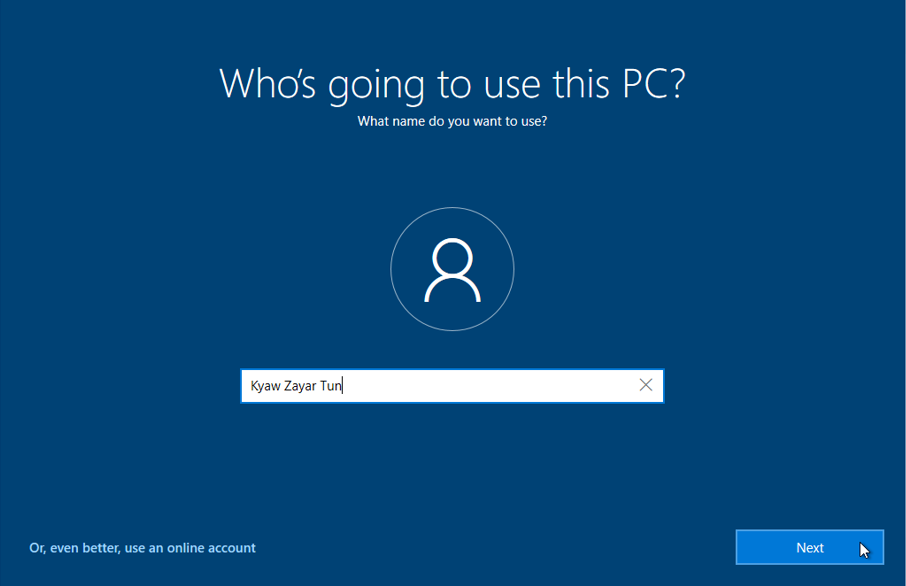 Who's going to use this PC?
What name do you want to use?
Kyaw Zayar Tun
Or, even better, use an online account
Next